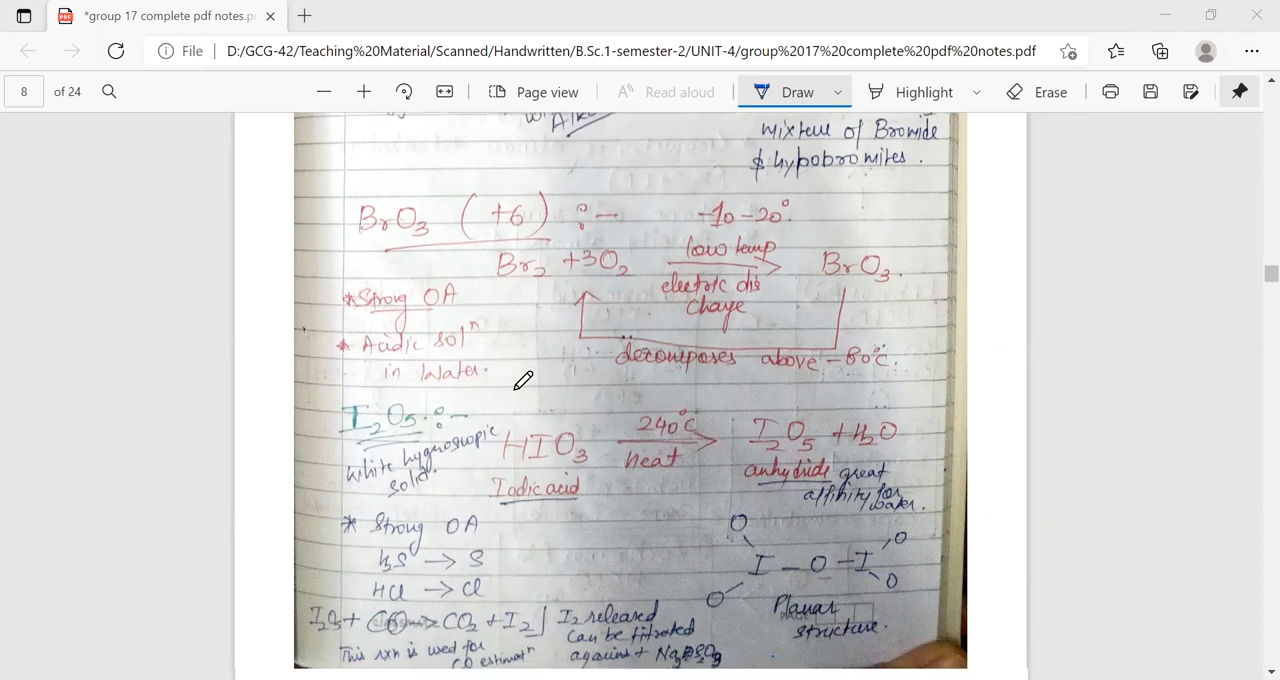 *group 17 complete pdf notes.p
File
D:/GCG-42/Teaching%20Material/Scanned/Handwritten/B.Sc.1-semester-2/UNIT-4/group%2017%20complete%20pdf%20notes.pdf
8 of 24
Page view
Read aloud
Draw
Highlight
Erase
mixture of Bromide
& hypobromites.
BrO3 (+6) :-
-10-20°
low temp
Br2 + 3O2 → BrO3.
electric dis
charge
* Strong OA
* Acidic soln
in Water.
decomposes above -80°C.
I2O5 :-
White hygroscopic
solid.
240°C
HIO3 → I2O5 + H2O
heat
Iodic acid
anhydride great
affinity for
water.
* Strong OA
H2S → S
HCl → Cl
O O
I - O - I
O O
Planar
structure.
I2O5 + CO → CO2 + I2
I2 released
can be titrated
against
This rxn is used for
CO estimatn